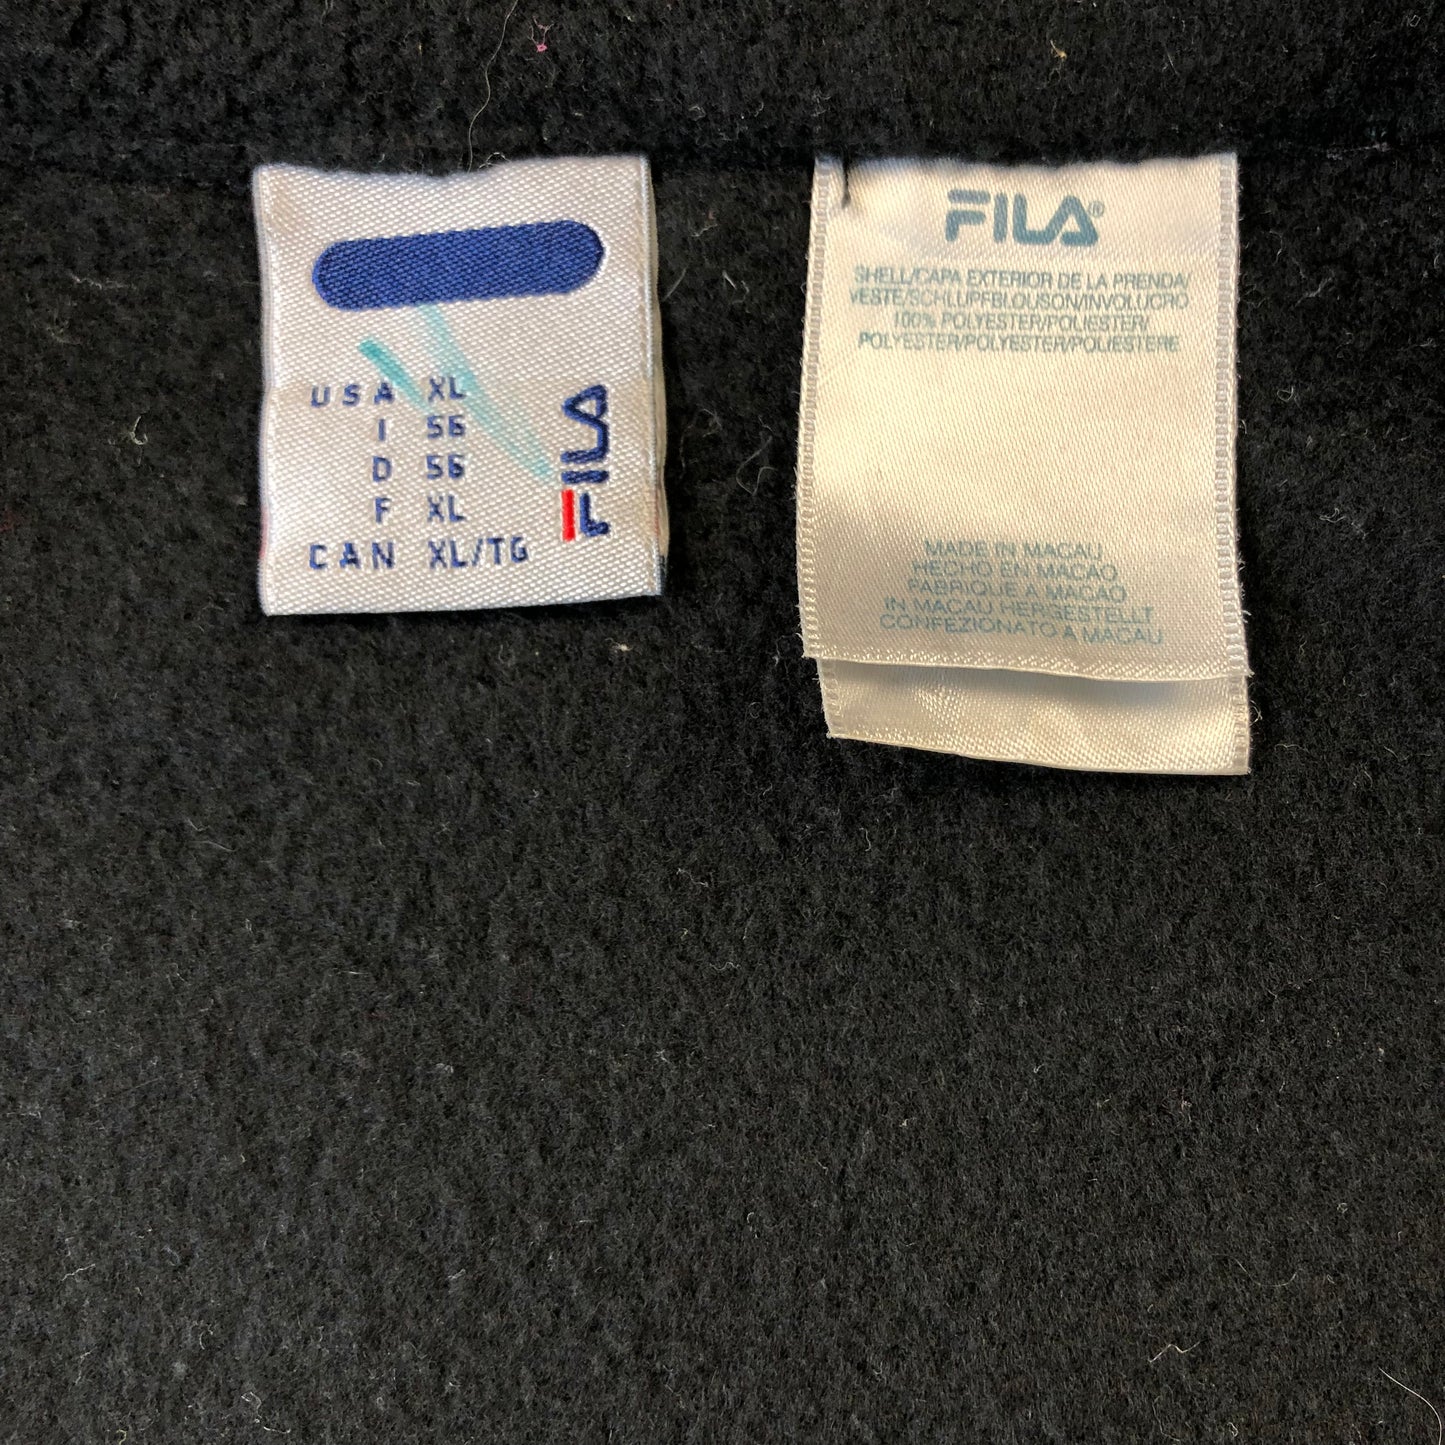 USA XL
I 56
D 56
F XL
CAN XL/TG
FILA
FILA®
SHELL/CAPA EXTERIOR DE LA PRENDA/
VESTE/SCHLUPFBLOUSON/INVOLUCRO
100% POLYESTER/POLIESTER/
POLYESTER/POLYESTER/POLIESTERE
MADE IN MACAU
HECHO EN MACAO
FABRIQUE A MACAO
IN MACAU HERGESTELLT
CONFEZIONATO A MACAU